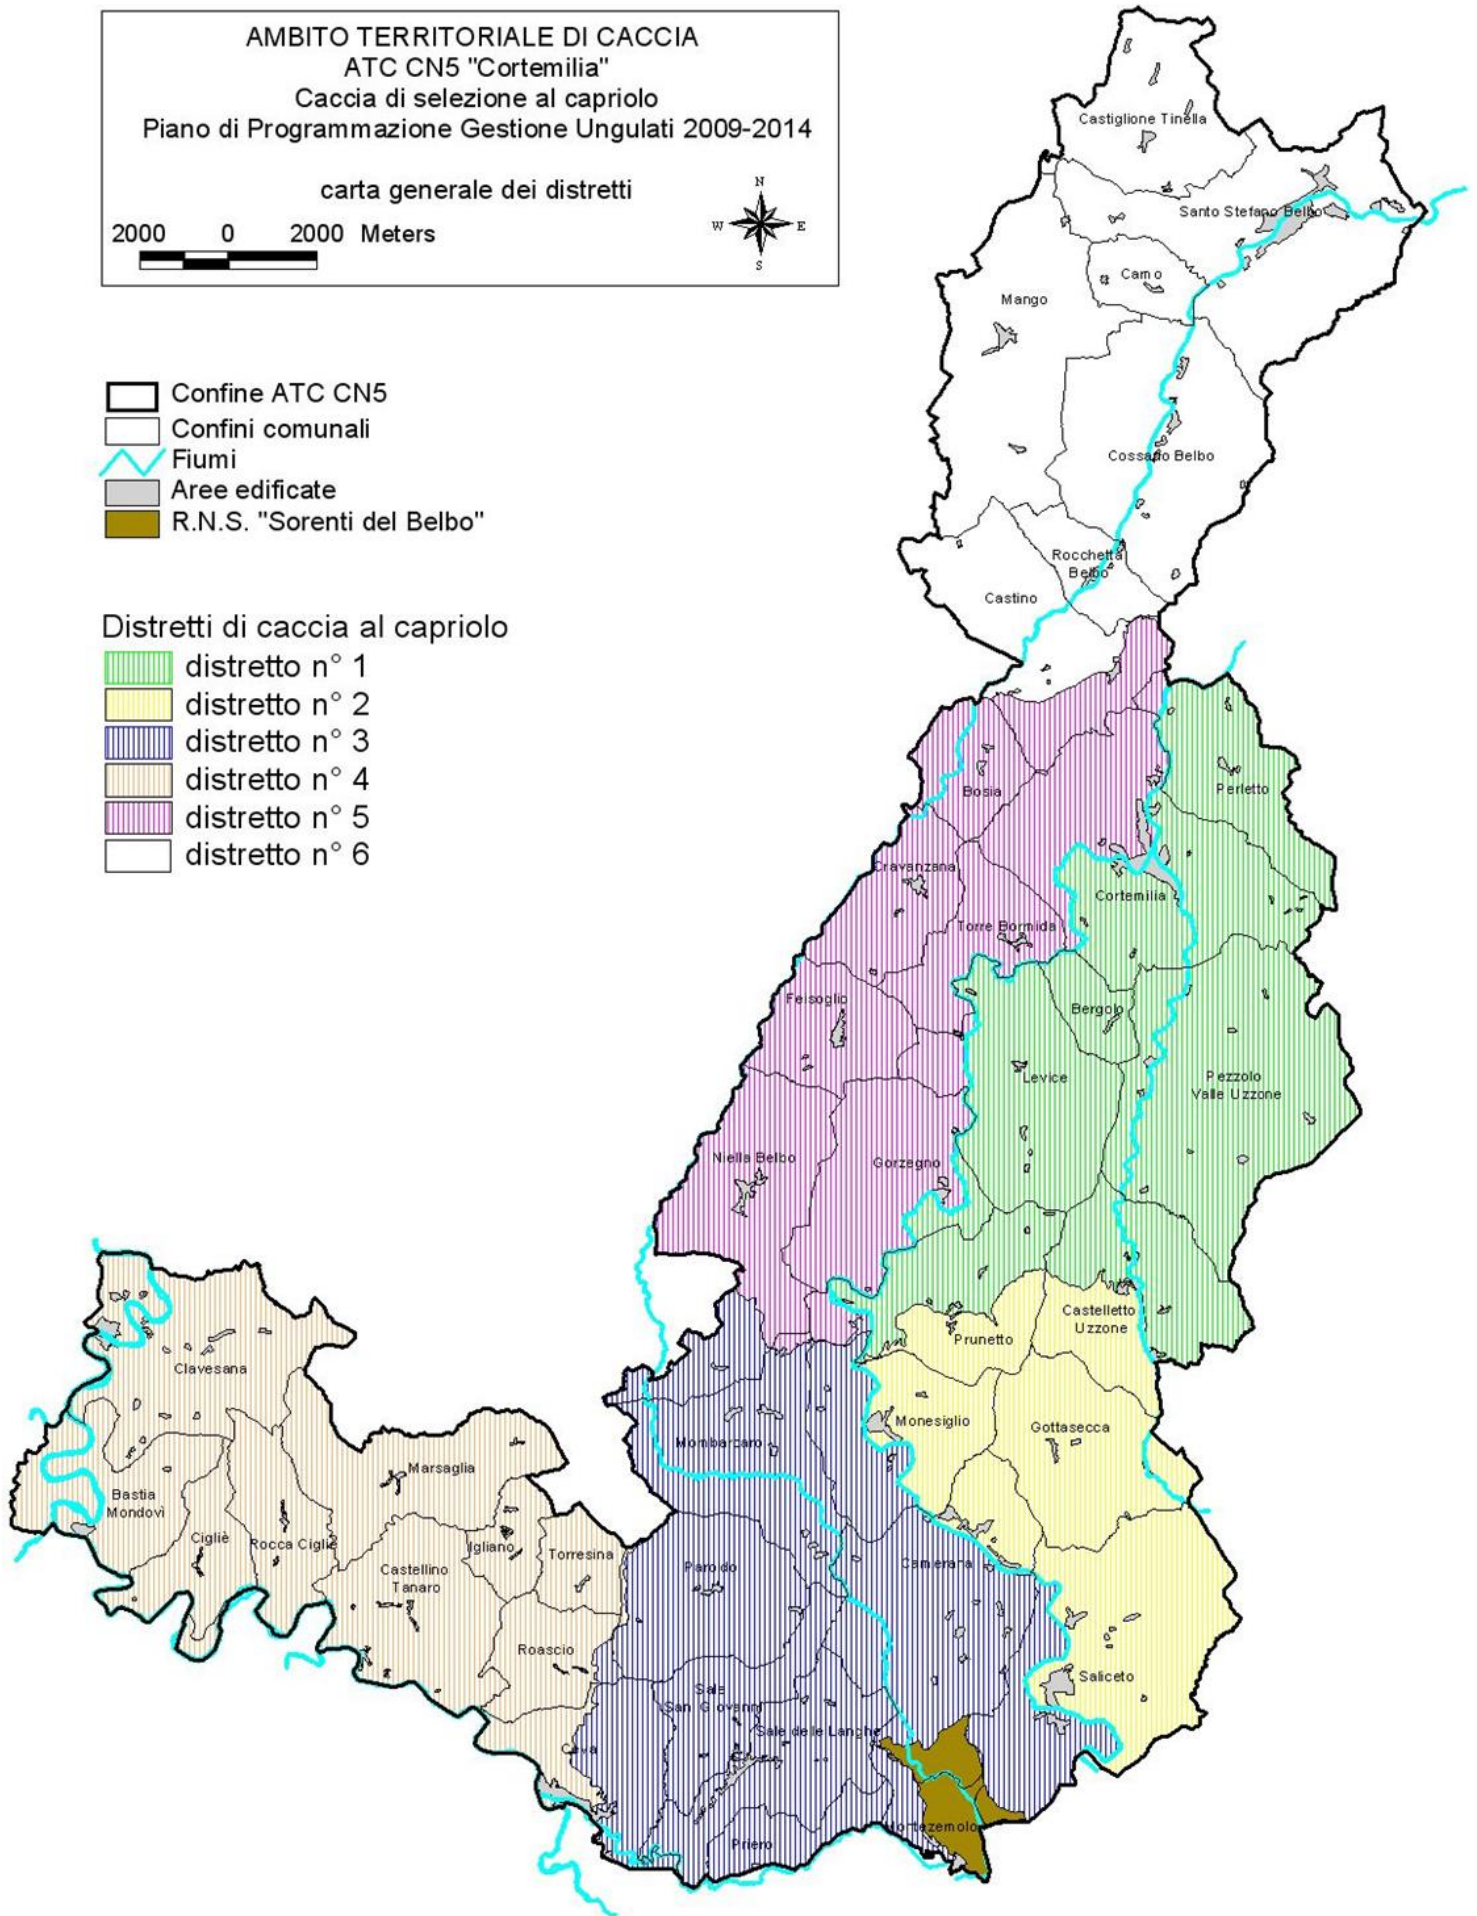 AMBITO TERRITORIALE DI CACCIA
ATC CN5 "Cortemilia"
Caccia di selezione al capriolo
Piano di Programmazione Gestione Ungulati 2009-2014
carta generale dei distretti
2000 0 2000 Meters
N
W E
S
Confine ATC CN5
Confini comunali
Fiumi
Aree edificate
R.N.S. "Sorenti del Belbo"
Distretti di caccia al capriolo
distretto n° 1
distretto n° 2
distretto n° 3
distretto n° 4
distretto n° 5
distretto n° 6
Castiglione Tinella
Santo Stefano Belbo
Camo
Mango
Cossano Belbo
Rocchetta
Belbo
Castino
Perletto
Bosia
Cravanzana
Cortemilia
Torre Bormida
Feisoglio
Bergolo
Levice
Pezzolo
Valle Uzzone
Niella Belbo
Gorzegno
Castelletto
Uzzone
Prunetto
Clavesana
Monesiglio
Gottasecca
Mombarcaro
Marsaglia
Bastia
Mondovì
Cigliè
Rocca Cigliè
Igliano
Torresina
Castellino
Tanaro
Paroldo
Camerana
Roascio
Saliceto
Sale
San Giovanni
Sale delle Langhe
Ceva
Montezemolo
Priero